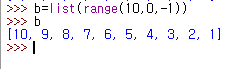 >>> b=list(range(10,0,-1))
>>> b
[10, 9, 8, 7, 6, 5, 4, 3, 2, 1]
>>>